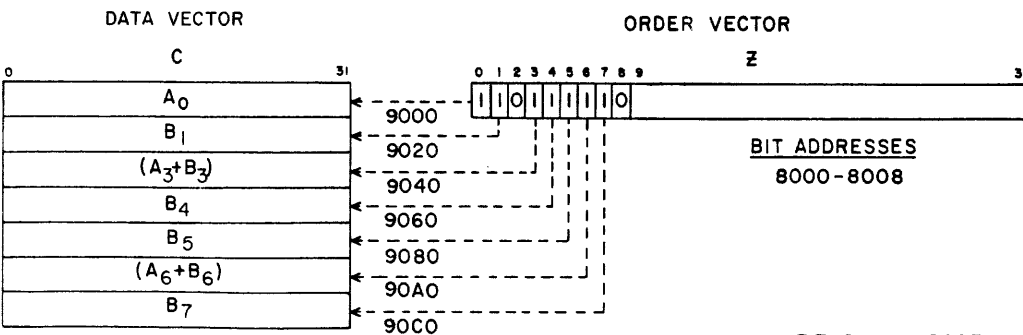 DATA VECTOR
C
0 31
A0
B1
(A3+B3)
B4
B5
(A6+B6)
B7
9000
9020
9040
9060
9080
90A0
90C0
ORDER VECTOR
Z
0 1 2 3 4 5 6 7 8 9 3
1 1 0 1 1 1 1 1 0
BIT ADDRESSES
8000-8008